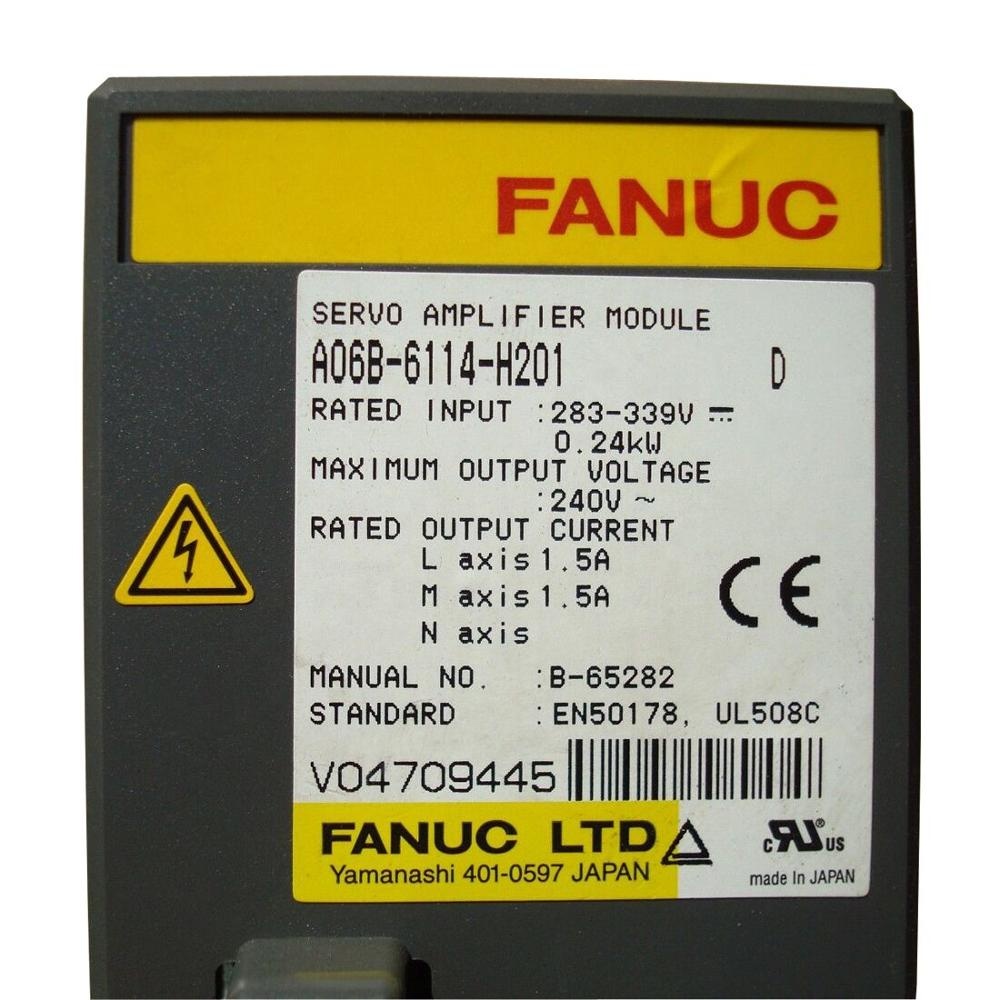 FANUC
SERVO AMPLIFIER MODULE
A06B-6114-H201 D
RATED INPUT :283-339V ⎓
0.24kW
MAXIMUM OUTPUT VOLTAGE
:240V ~
RATED OUTPUT CURRENT
L axis 1.5A
M axis 1.5A
N axis
MANUAL NO. :B-65282
STANDARD :EN50178, UL508C
CE
V04709445
FANUC LTD
Yamanashi 401-0597 JAPAN
c RU ® US
made In JAPAN